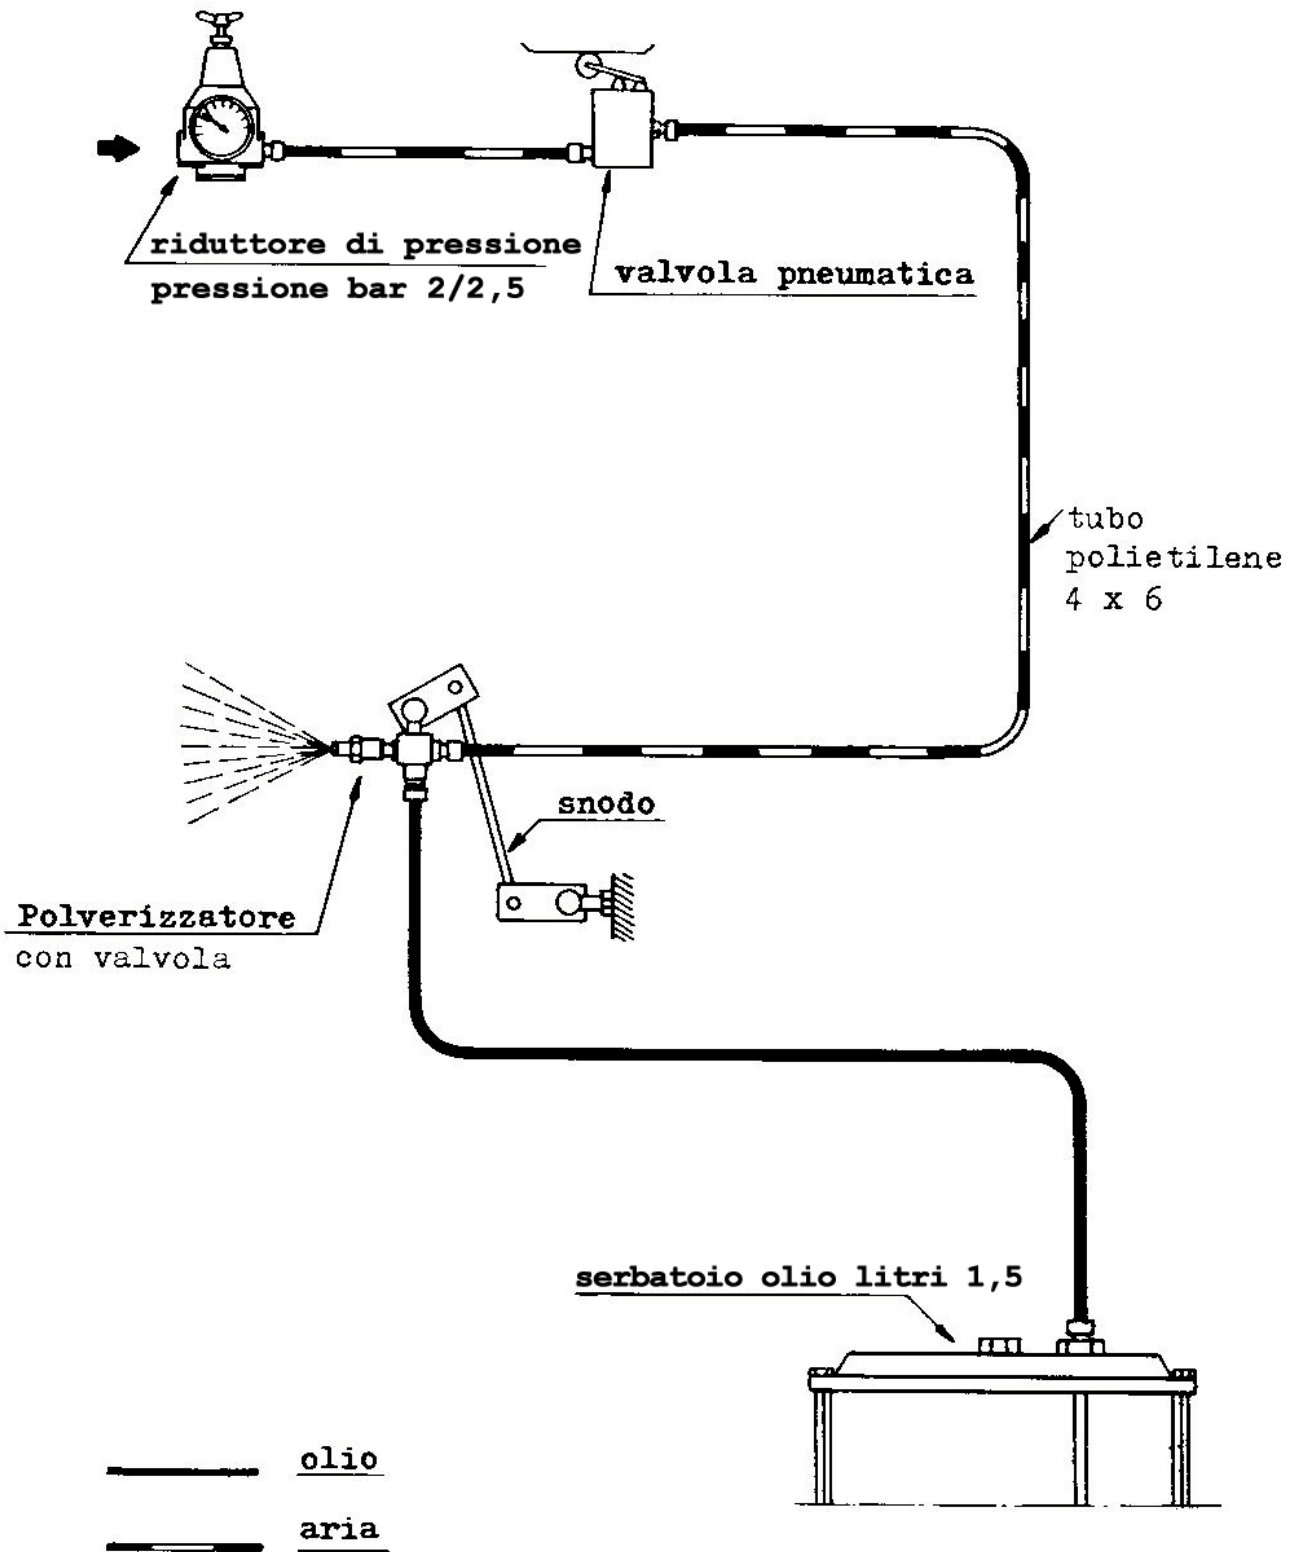 riduttore di pressione
pressione bar 2/2,5
valvola pneumatica
tubo
polietilene
4 x 6
snodo
Polverizzatore
con valvola
serbatoio olio litri 1,5
olio
aria